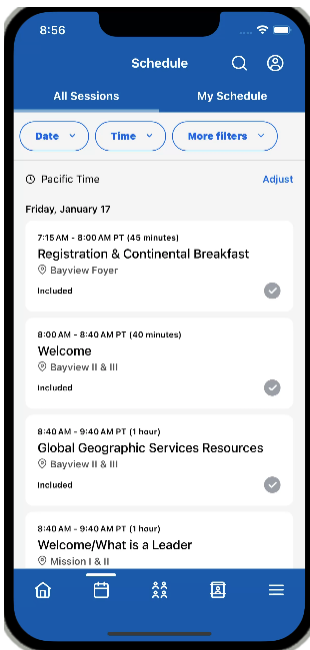 8:56
Schedule
All Sessions My Schedule
Date Time More filters
Pacific Time Adjust
Friday, January 17
7:15 AM - 8:00 AM PT (45 minutes)
Registration & Continental Breakfast
Bayview Foyer
Included
8:00 AM - 8:40 AM PT (40 minutes)
Welcome
Bayview II & III
Included
8:40 AM - 9:40 AM PT (1 hour)
Global Geographic Services Resources
Bayview II & III
Included
8:40 AM - 9:40 AM PT (1 hour)
Welcome/What is a Leader
Mission I & II